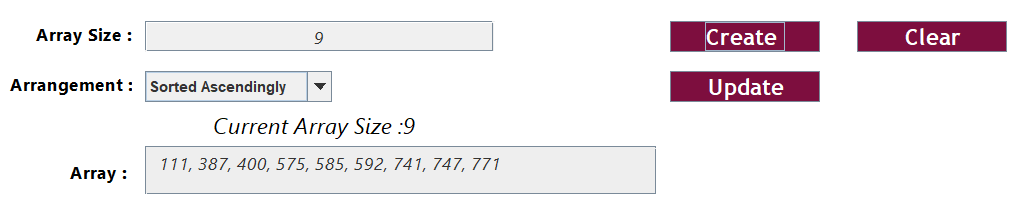 Array Size : 9 Create Clear
Arrangement : Sorted Ascendingly Update
Current Array Size :9
Array : 111, 387, 400, 575, 585, 592, 741, 747, 771